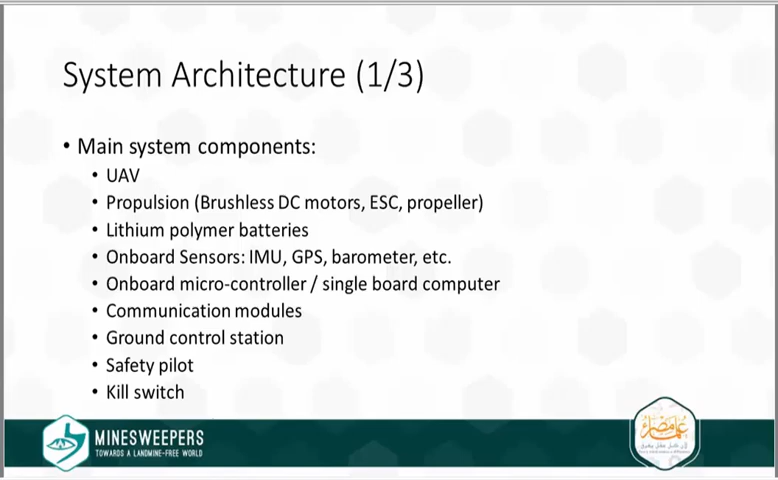 System Architecture (1/3)
• Main system components:
• UAV
• Propulsion (Brushless DC motors, ESC, propeller)
• Lithium polymer batteries
• Onboard Sensors: IMU, GPS, barometer, etc.
• Onboard micro-controller / single board computer
• Communication modules
• Ground control station
• Safety pilot
• Kill switch
MINESWEEPERS
TOWARDS A LANDMINE-FREE WORLD